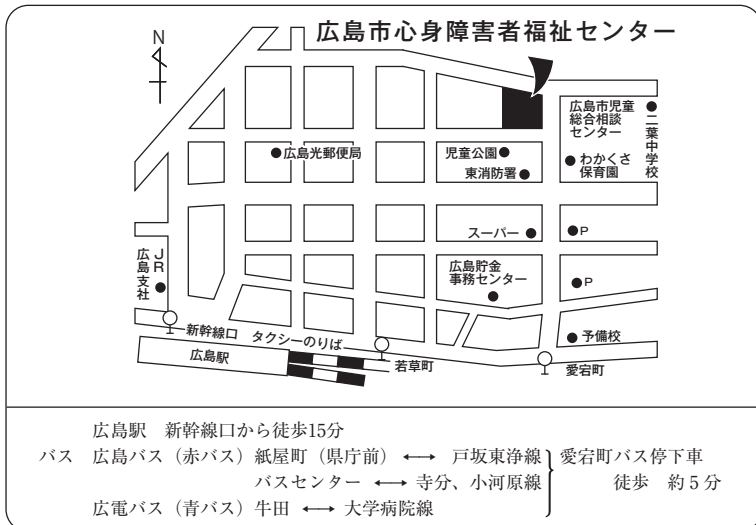 広島市心身障害者福祉センター
N
広島市児童
総合相談
センター
二葉中学校
広島光郵便局
児童公園
わかくさ
保育園
東消防署
スーパー
P
JR
広島支社
広島貯金
事務センター
P
新幹線口
タクシーのりば
予備校
広島駅
若草町
愛宕町
広島駅 新幹線口から徒歩15分
バス 広島バス(赤バス)紙屋町(県庁前) ⟷ 戸坂東浄線 愛宕町バス停下車
バスセンター ⟷ 寺分、小河原線 徒歩 約5分
広電バス(青バス)牛田 ⟷ 大学病院線